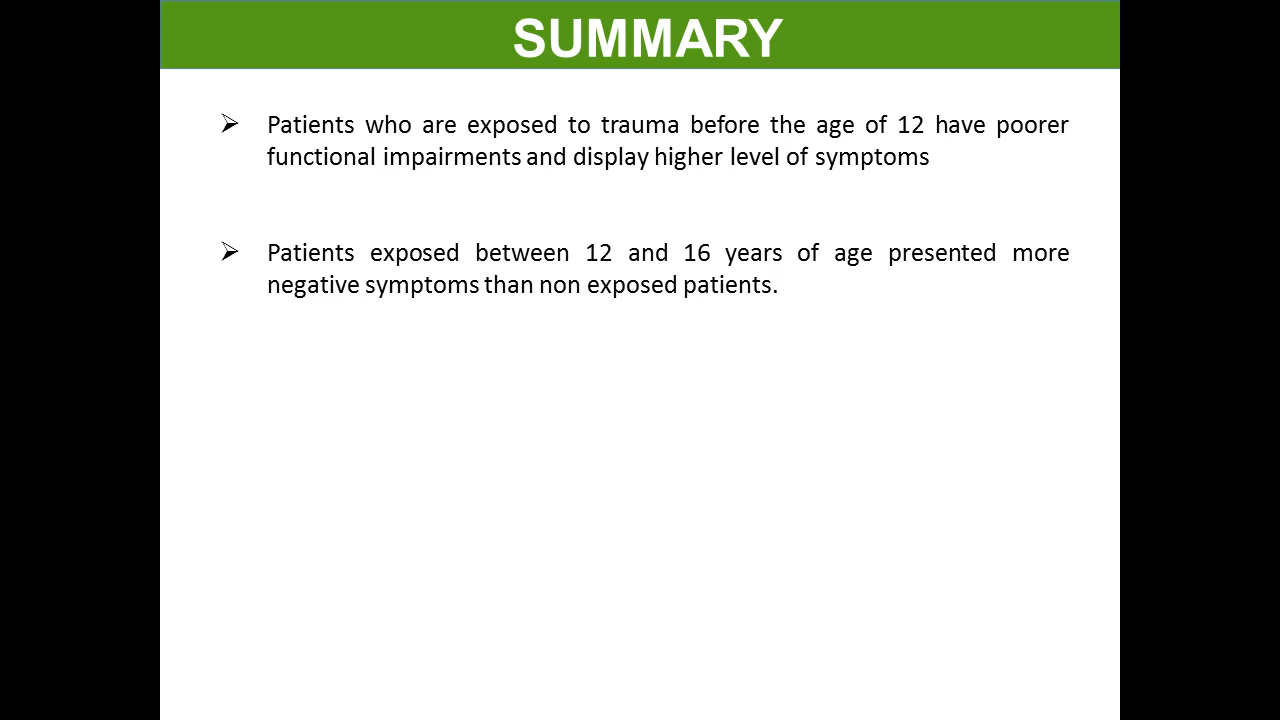 SUMMARY
Patients who are exposed to trauma before the age of 12 have poorer
functional impairments and display higher level of symptoms
Patients exposed between 12 and 16 years of age presented more
negative symptoms than non exposed patients.